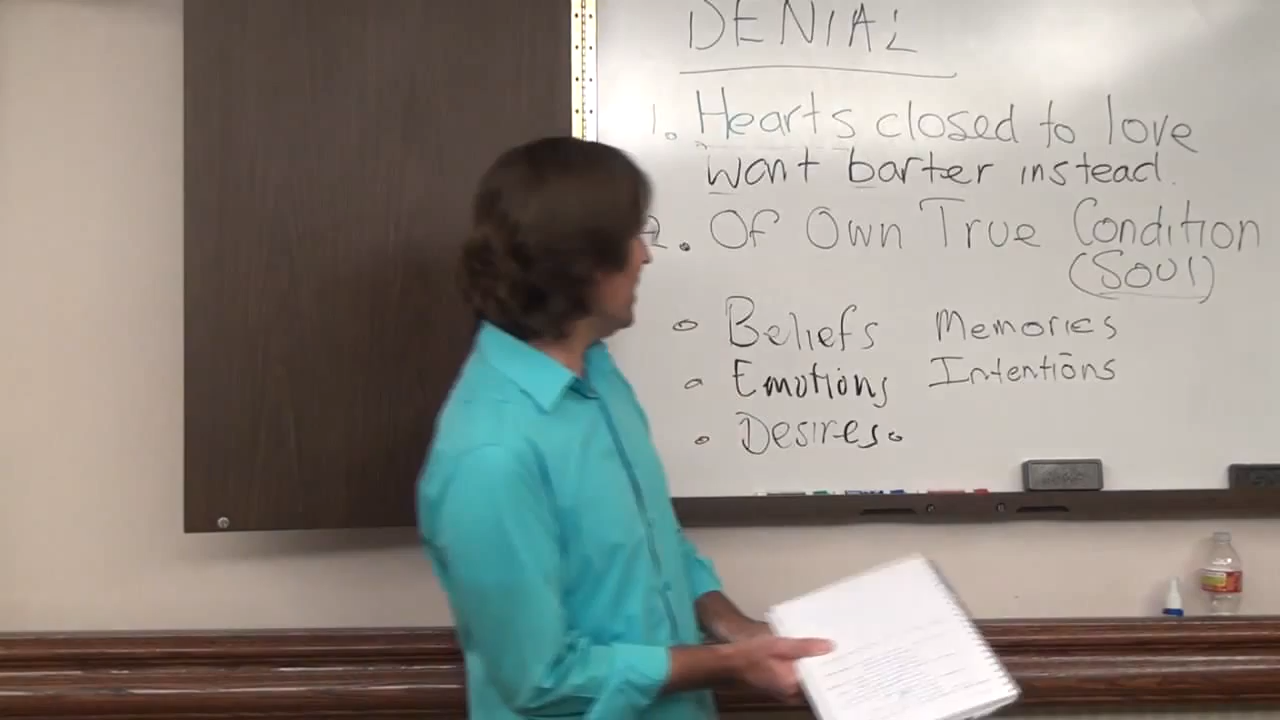 DENIAL
1. Hearts closed to love
want barter instead.
2. Of Own True Condition
(Soul)
Beliefs Memories
Emotions Intentions
Desires